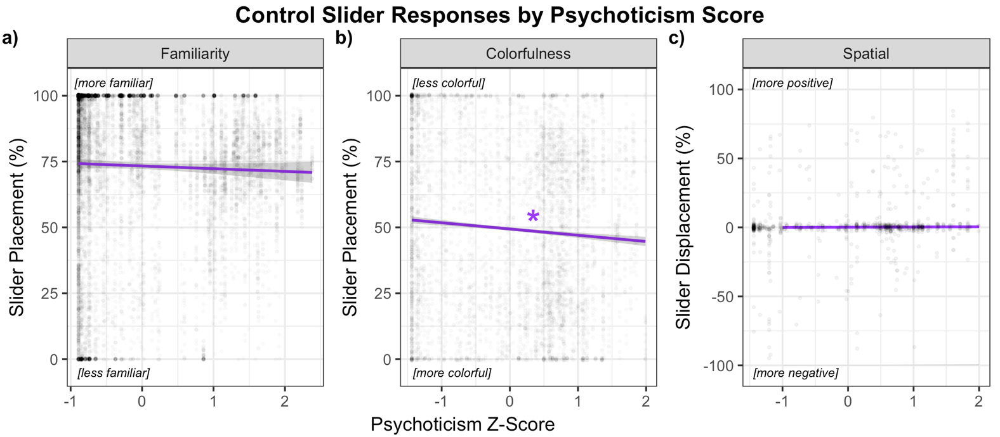 Control Slider Responses by Psychoticism Score
a)
Familiarity
[more familiar]
100
75
50
25
0
[less familiar]
-1 0 1 2
Slider Placement (%)
b)
Colorfulness
[less colorful]
100
75
50
25
0
*
[more colorful]
-1 0 1 2
Slider Placement (%)
c)
Spatial
[more positive]
100
50
0
-50
-100
[more negative]
-1 0 1 2
Slider Displacement (%)
Psychoticism Z-Score